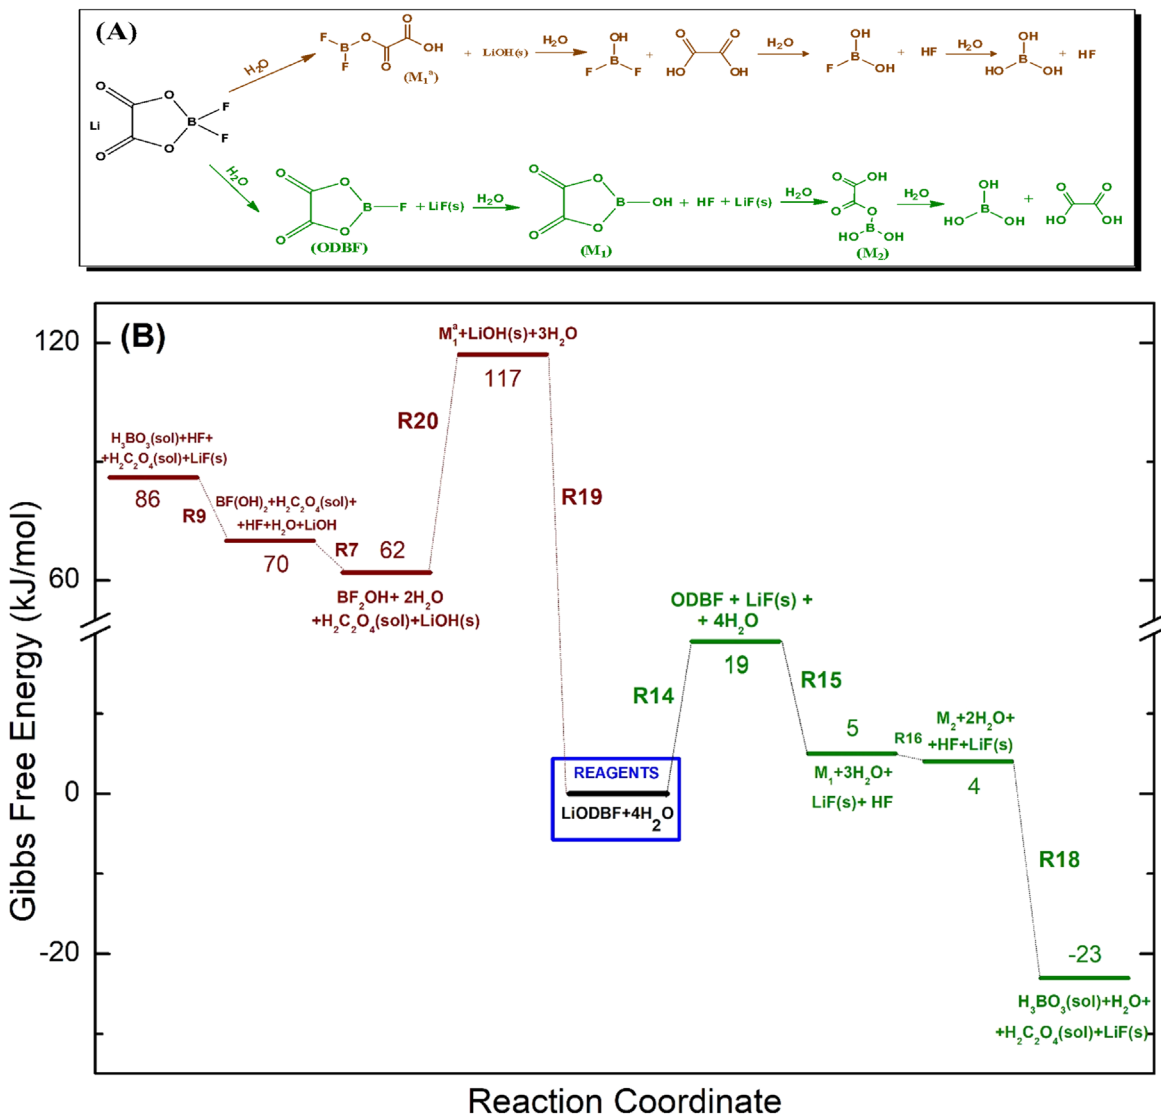 (A)
F
B
F
O
O
OH
O
O
(M₁ᵃ)
+
LiOH(s)
H₂O
OH
B
F
F
+
O
O
OH
OH
H₂O
OH
B
F
OH
+
HF
H₂O
OH
B
HO
OH
+
HF
H₂O
Li
O
O
O
O
B
F
F
H₂O
O
O
O
O
B
F
(ODBF)
+ LiF(s)
H₂O
O
O
O
O
B
OH
(M₁)
+ HF + LiF(s)
H₂O
O
OH
O
O
B
HO
OH
(M₂)
H₂O
OH
B
HO
OH
+
O
O
OH
OH
(B)
Gibbs Free Energy (kJ/mol)
120
60
0
-20
M₁ᵃ+LiOH(s)+3H₂O
117
R20
R19
H₃BO₃(sol)+HF+
+H₂C₂O₄(sol)+LiF(s)
86
R9
BF(OH)₂+H₂C₂O₄(sol)+
+HF+H₂O+LiOH
70
R7
62
BF₂OH+ 2H₂O
+H₂C₂O₄(sol)+LiOH(s)
REAGENTS
LiODBF+4H₂O
R14
ODBF + LiF(s) +
+ 4H₂O
19
R15
5
M₁+3H₂O+
LiF(s)+ HF
R16
M₂+2H₂O+
+HF+LiF(s)
4
R18
-23
H₃BO₃(sol)+H₂O+
+H₂C₂O₄(sol)+LiF(s)
Reaction Coordinate